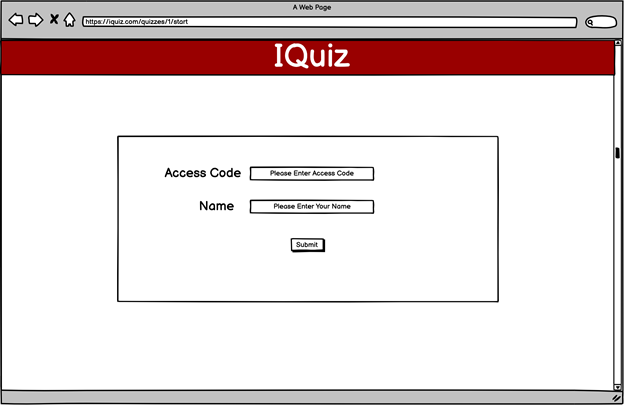 A Web Page
https://iquiz.com/quizzes/1/start
IQuiz
Access Code
Please Enter Access Code
Name
Please Enter Your Name
Submit